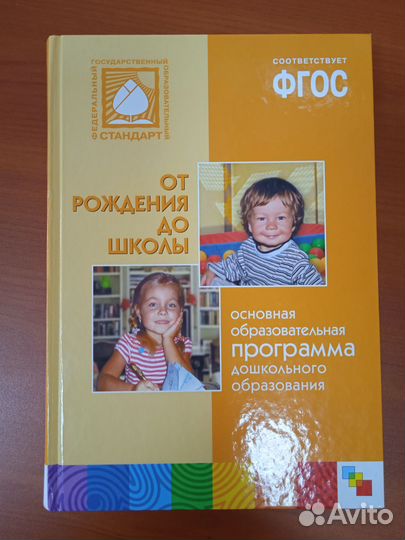 ФЕДЕРАЛЬНЫЙ
ГОСУДАРСТВЕННЫЙ
ОБРАЗОВАТЕЛЬНЫЙ
СТАНДАРТ
СООТВЕТСТВУЕТ
ФГОС
ОТ
РОЖДЕНИЯ
ДО
ШКОЛЫ
ОСНОВНАЯ
образовательная
программа
дошкольного
образования
Avito